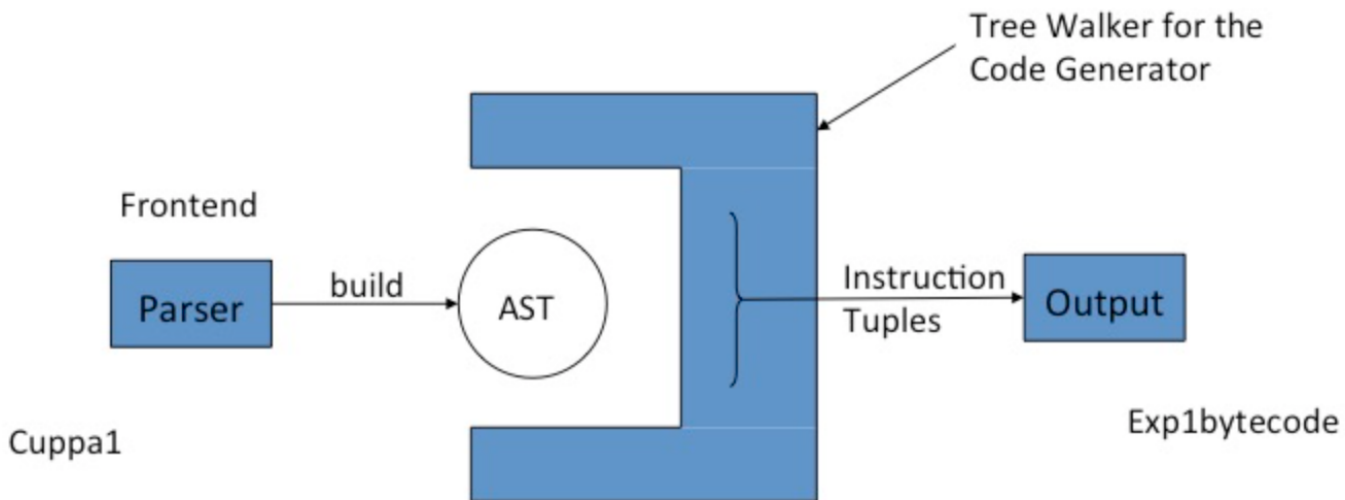 Tree Walker for the
Code Generator
Frontend
Parser
build
AST
Instruction
Tuples
Output
Cuppa1
Exp1bytecode